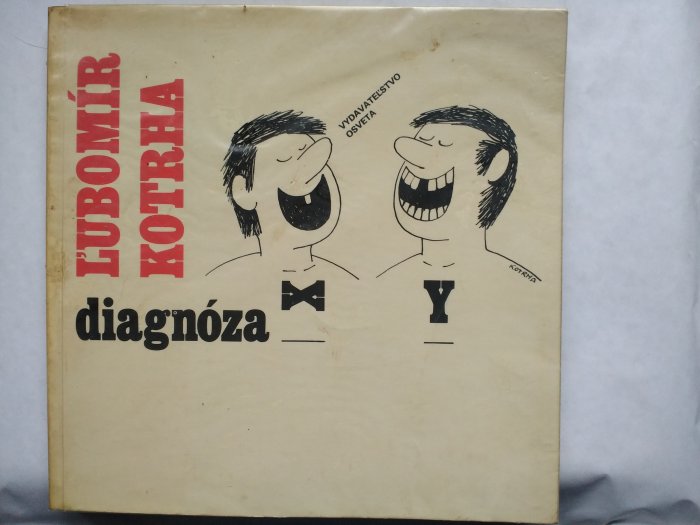 ĽUBOMÍR
KOTRHA
diagnóza
X
Y
VYDAVATEĽSTVO
OSVETA
KOTRHA